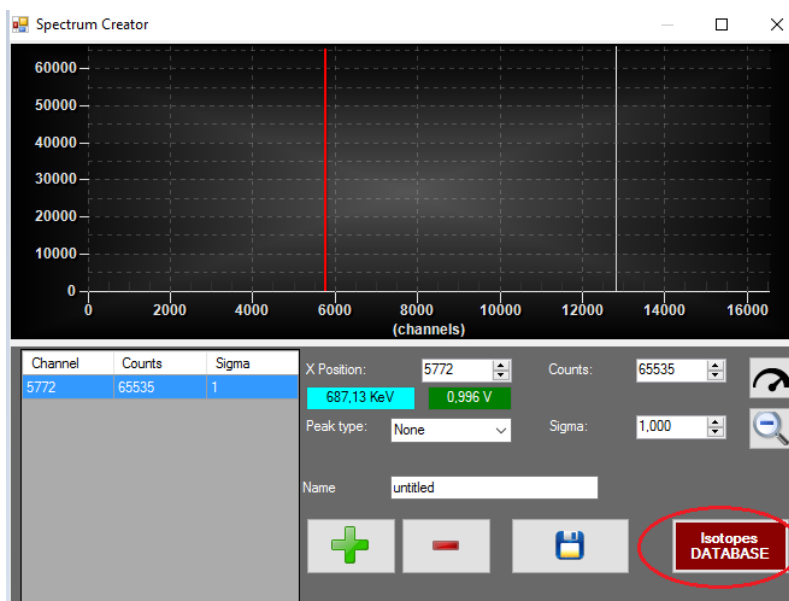 Spectrum Creator
60000
50000
40000
30000
20000
10000
0
0 2000 4000 6000 8000 10000 12000 14000 16000
(channels)
Channel Counts Sigma
5772 65535 1
X Position: 5772 Counts: 65535
687,13 KeV 0,996 V
Peak type: None Sigma: 1,000
Name untitled
Isotopes
DATABASE